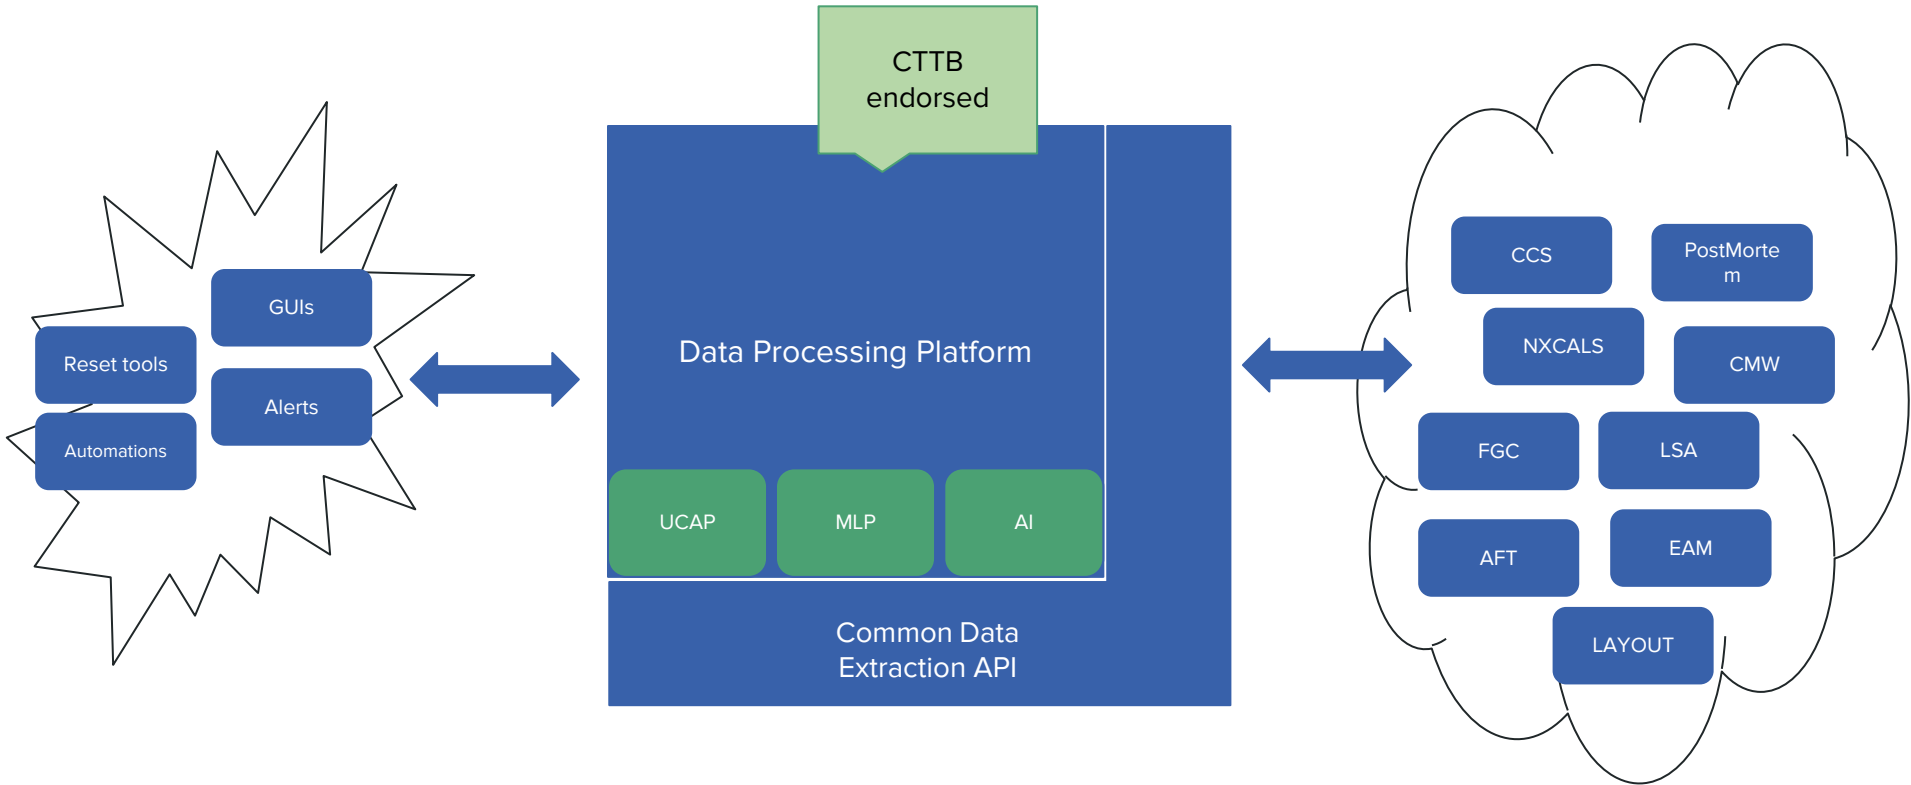 CTTB
endorsed
GUIs
Reset tools
Alerts
Automations
Data Processing Platform
UCAP
MLP
AI
Common Data
Extraction API
CCS
PostMorte
m
NXCALS
CMW
FGC
LSA
AFT
EAM
LAYOUT